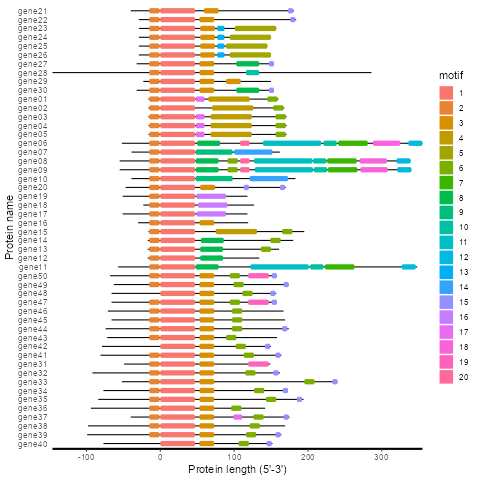 gene21
gene22
gene23
gene24
gene25
gene26
gene27
gene28
gene29
gene30
gene01
gene02
gene03
gene04
gene05
gene06
gene07
gene08
gene09
gene10
gene20
gene19
gene18
gene17
gene16
gene15
gene14
gene13
gene12
gene11
gene50
gene49
gene48
gene47
gene46
gene45
gene44
gene43
gene42
gene41
gene31
gene32
gene33
gene34
gene35
gene36
gene37
gene38
gene39
gene40
Protein name
-100 0 100 200 300
Protein length (5'-3')
motif
1
2
3
4
5
6
7
8
9
10
11
12
13
14
15
16
17
18
19
20